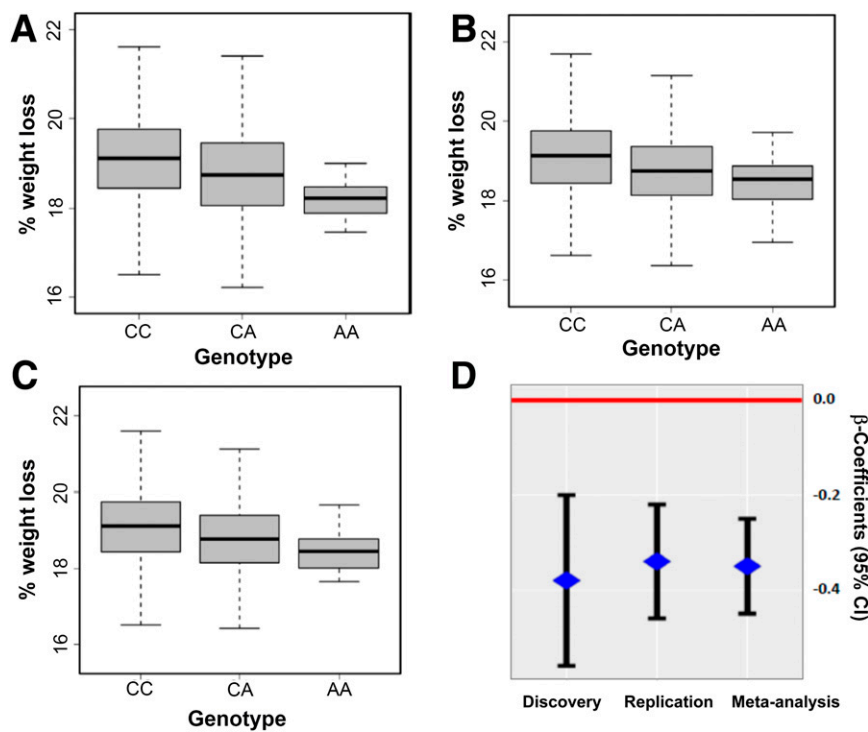 A
% weight loss
22
20
18
16
CC CA AA
Genotype
B
% weight loss
22
20
18
16
CC CA AA
Genotype
C
% weight loss
22
20
18
16
CC CA AA
Genotype
D
0.0
-0.2
-0.4
β-Coefficients (95% CI)
Discovery Replication Meta-analysis